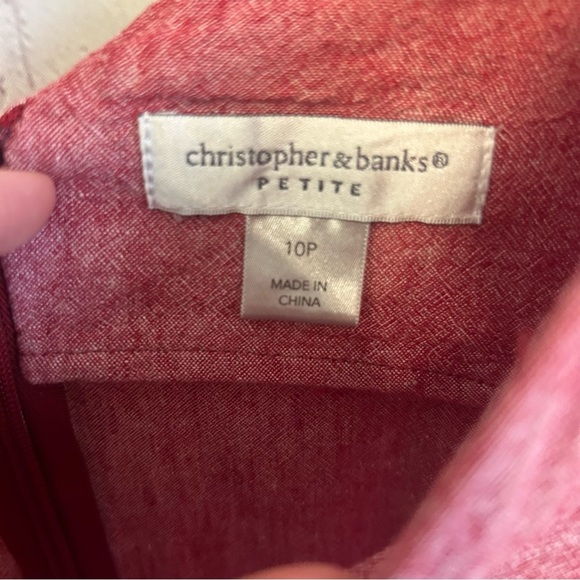 christopher&banks®
PETITE
10P
MADE IN
CHINA